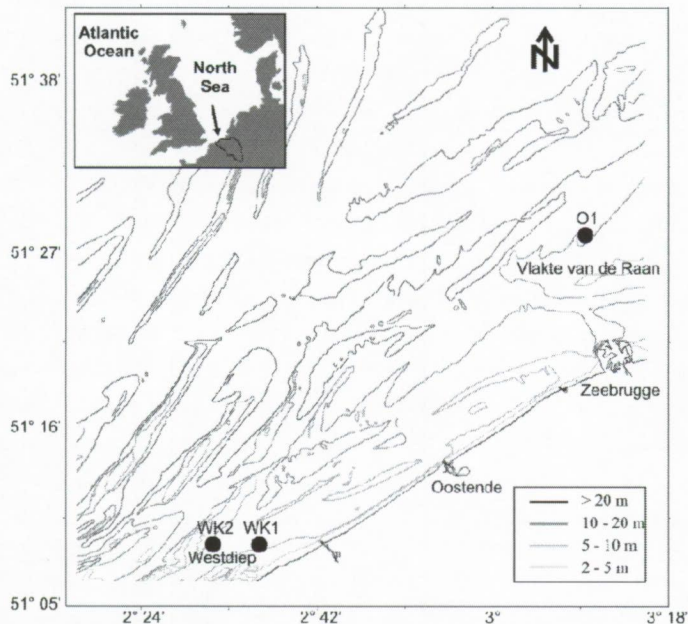 Atlantic
Ocean
North
Sea
N
51° 38'
51° 27'
51° 16'
51° 05'
O1
Vlakte van de Raan
Zeebrugge
Oostende
WK2 WK1
Westdiep
> 20 m
10 - 20 m
5 - 10 m
2 - 5 m
2° 24'
2° 42'
3°
3° 18'